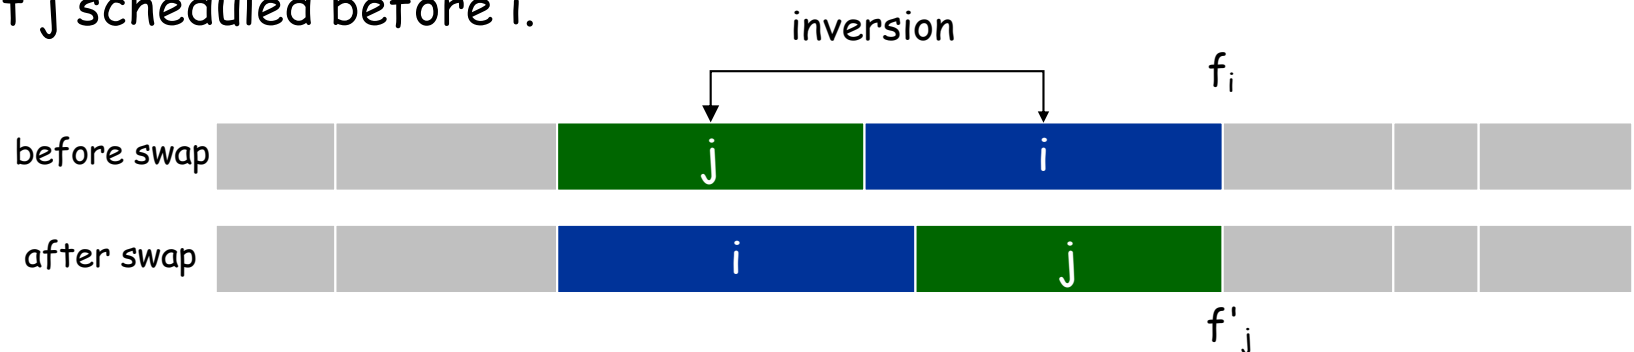 j scheduled before i.
inversion
fi
before swap j i
after swap i j
f'j